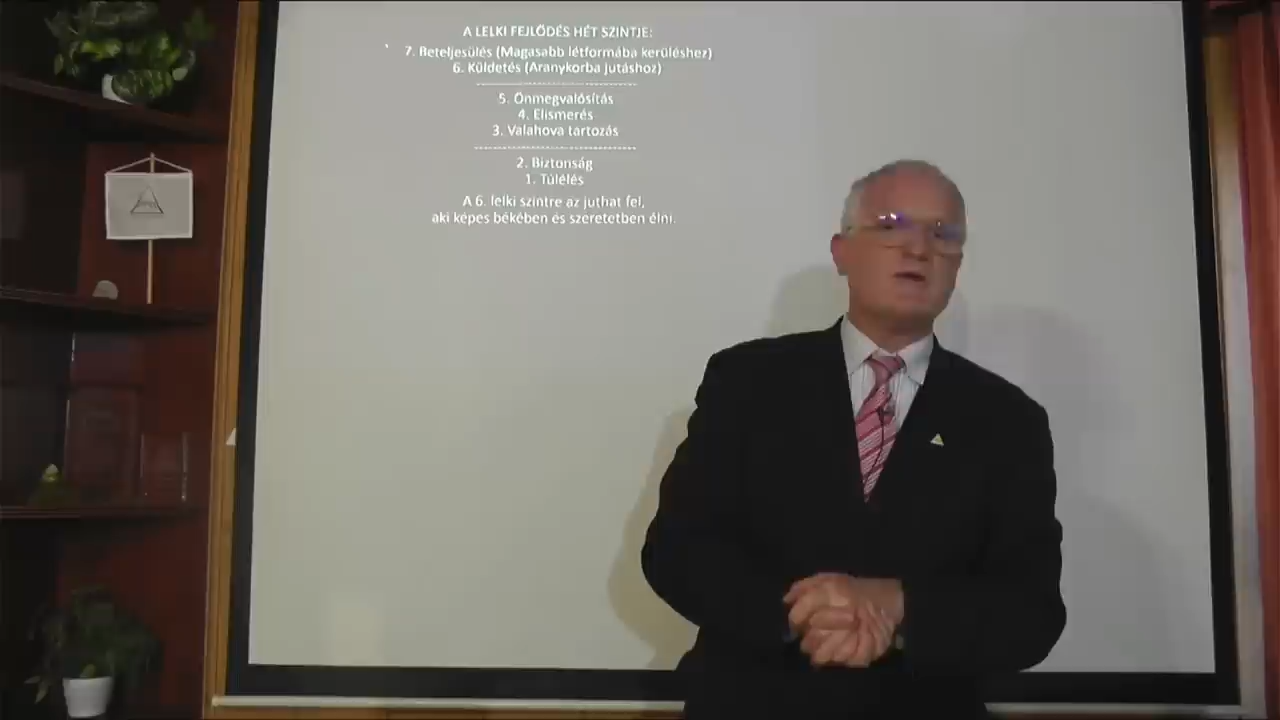 A LELKI FEJLŐDÉS HÉT SZINTJE:
7. Beteljesülés (Magasabb létformába kerüléshez)
6. Küldetés (Aranykorba jutáshoz)
5. Önmegvalósítás
4. Elismerés
3. Valahova tartozás
2. Biztonság
1. Túlélés
A 6. lelki szintre az juthat fel,
aki képes békében és szeretetben élni.